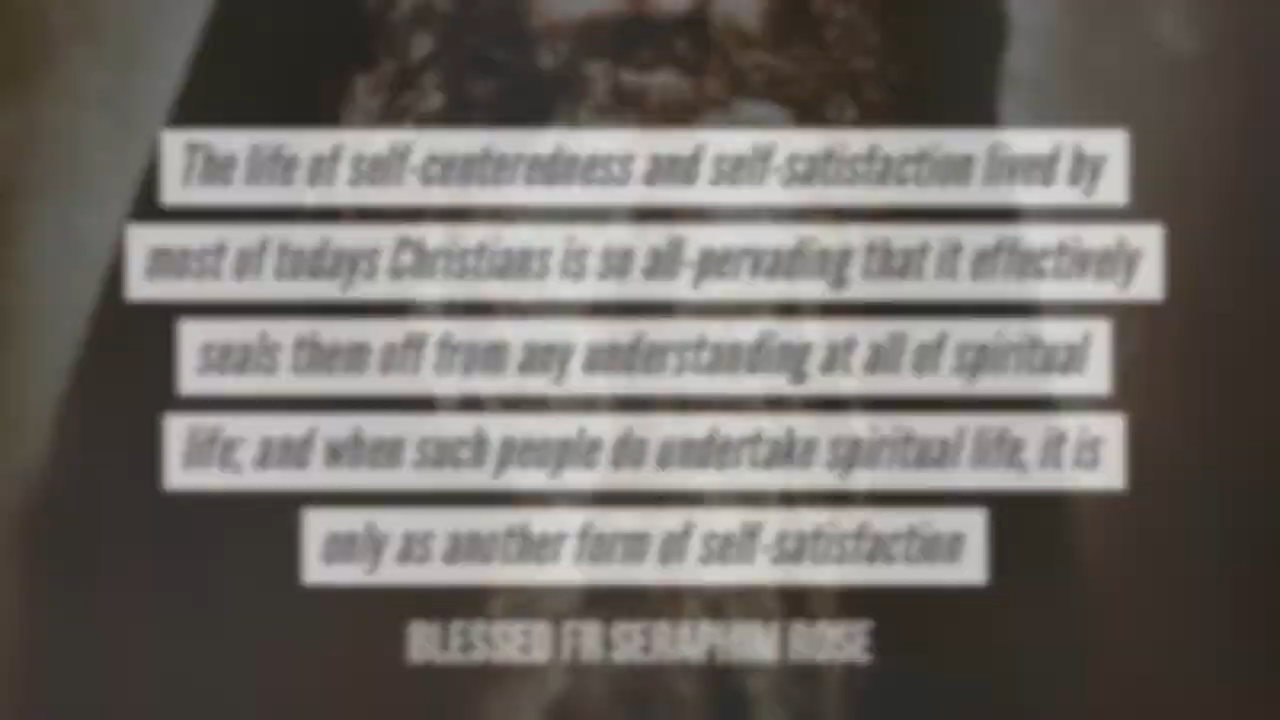 The life of self-centeredness and self-satisfaction lived by
most of todays Christians is so all-pervading that it effectively
seals them off from any understanding at all of spiritual
life; and when such people do undertake spiritual life, it is
only as another form of self-satisfaction
BLESSED FR SERAPHIM ROSE